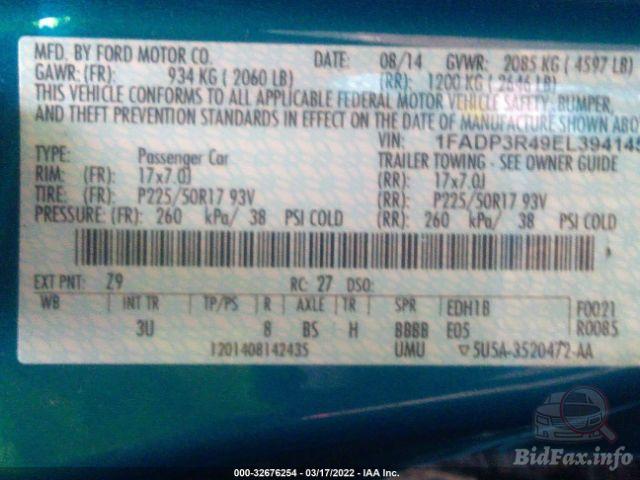 MFD. BY FORD MOTOR CO. DATE: 08/14 GVWR: 2085 KG ( 4597 LB)
GAWR: (FR): 934 KG ( 2060 LB) (RR): 1200 KG ( 2646 LB)
THIS VEHICLE CONFORMS TO ALL APPLICABLE FEDERAL MOTOR VEHICLE SAFETY, BUMPER,
AND THEFT PREVENTION STANDARDS IN EFFECT ON THE DATE OF MANUFACTURE SHOWN ABO
VIN: 1FADP3R49EL394145
TYPE: Passenger Car TRAILER TOWING - SEE OWNER GUIDE
RIM: (FR): 17x7.0J (RR): 17x7.0J
TIRE: (FR): P225/50R17 93V (RR): P225/50R17 93V
PRESSURE: (FR): 260 kPa/ 38 PSI COLD (RR): 260 kPa/ 38 PSI COLD
EXT PNT: Z9 RC: 27 DSO:
WB INT TR TP/PS R AXLE TR SPR EDH1B F0021
3U 8 BS H BBBB E05 R0085
1201408142435 UMU ▽ 5U5A-3520472-AA
BidFax.info
000-32676254 - 03/17/2022 - IAA Inc.